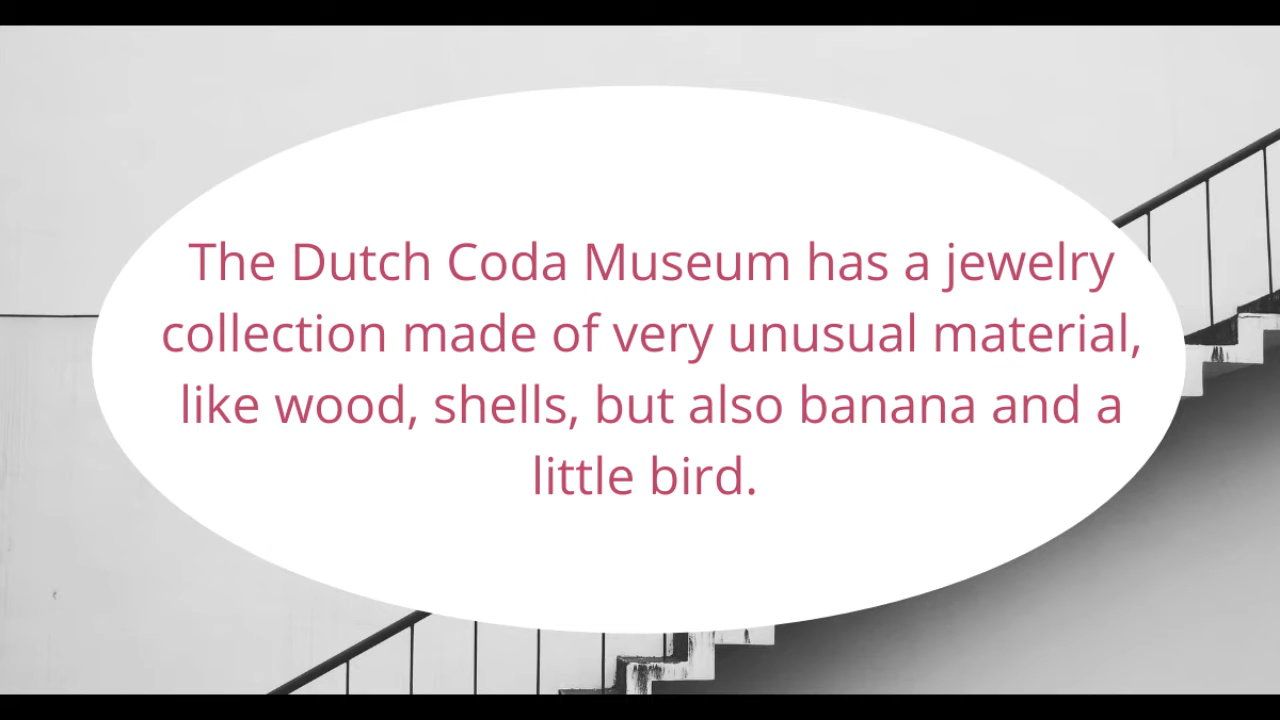 The Dutch Coda Museum has a jewelry
collection made of very unusual material,
like wood, shells, but also banana and a
little bird.